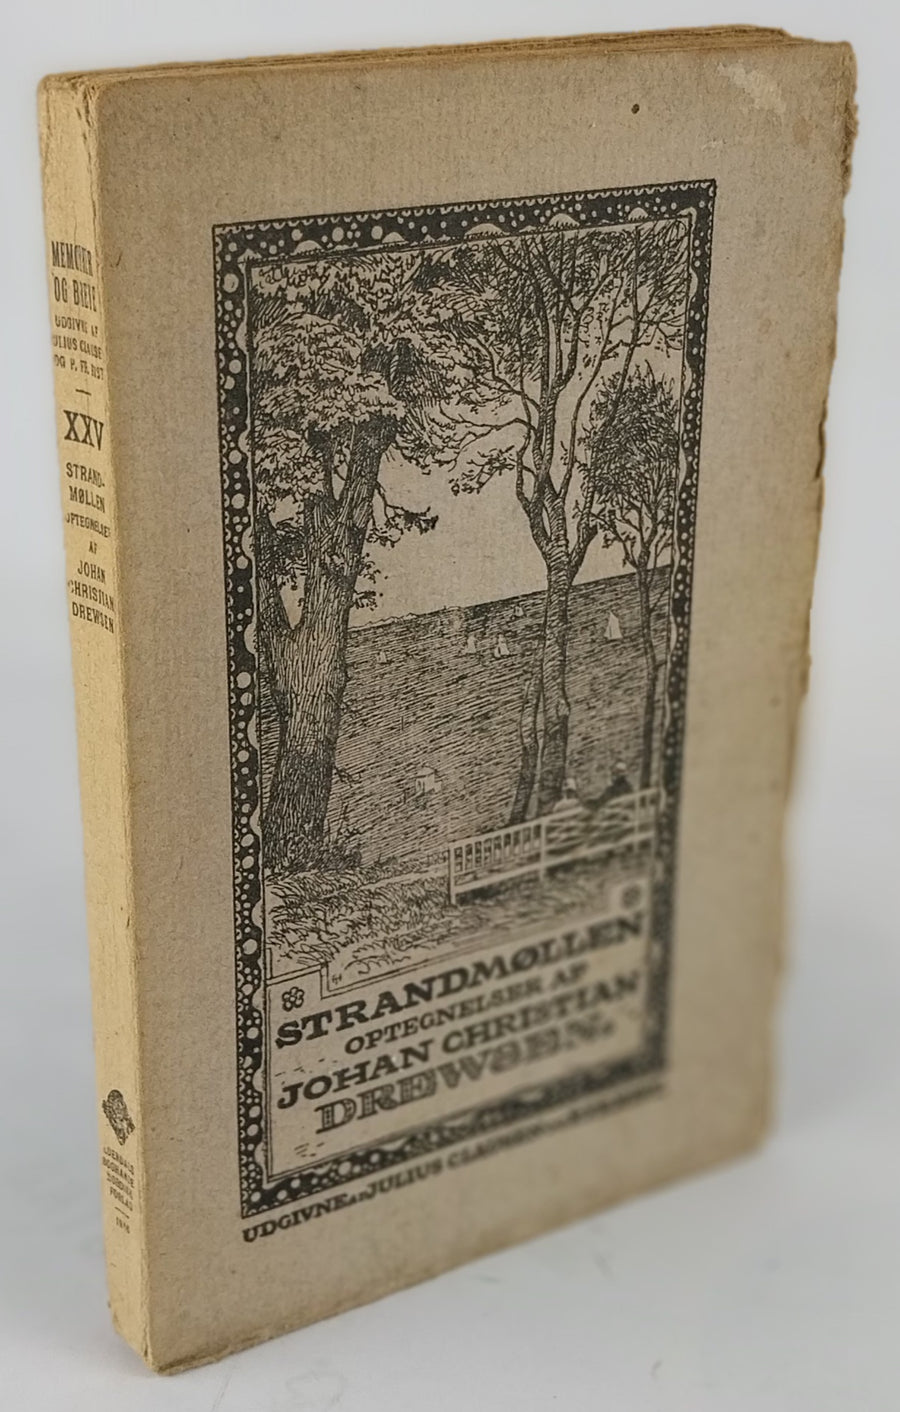 MEMOIRER
OG BREVE
UDGIVNE AF
JULIUS CLAUSEN
OG P. FR. RIST
XXV
STRAND-
MØLLEN
OPTEGNELSER
AF
JOHAN
CHRISTIAN
DREWSEN
FORLAG
STRANDMØLLEN
OPTEGNELSER AF
JOHAN CHRISTIAN
DREWSEN.
UDGIVNE AF JULIUS CLAUSEN